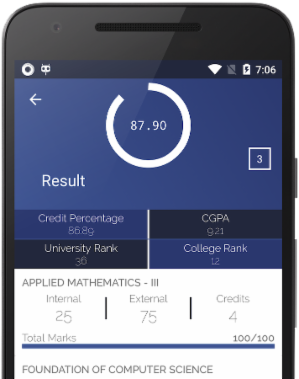 7:06
87.90
3
Result
Credit Percentage CGPA
86.89 9.21
University Rank College Rank
36 12
APPLIED MATHEMATICS - III
Internal External Credits
25 75 4
Total Marks 100/100
FOUNDATION OF COMPUTER SCIENCE